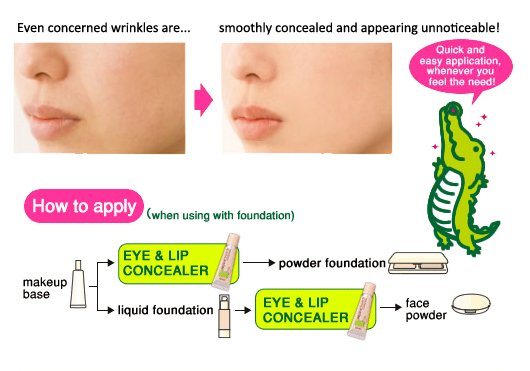 Even concerned wrinkles are...
smoothly concealed and appearing unnoticeable!
Quick and
easy application,
whenever you
feel the need!
How to apply
(when using with foundation)
makeup
base
EYE & LIP
CONCEALER
powder foundation
liquid foundation
EYE & LIP
CONCEALER
face
powder